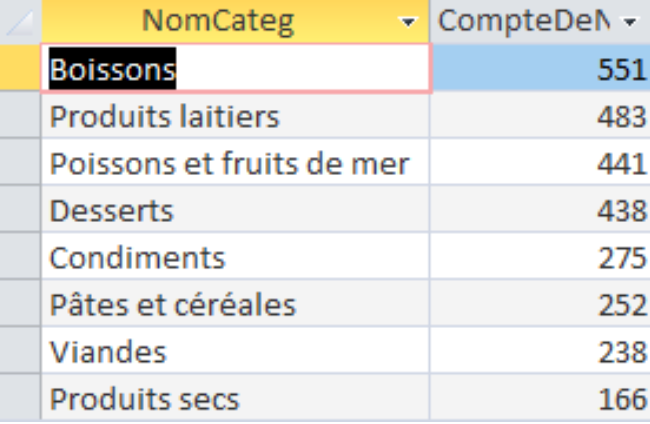 NomCateg CompteDeN
Boissons 551
Produits laitiers 483
Poissons et fruits de mer 441
Desserts 438
Condiments 275
Pâtes et céréales 252
Viandes 238
Produits secs 166